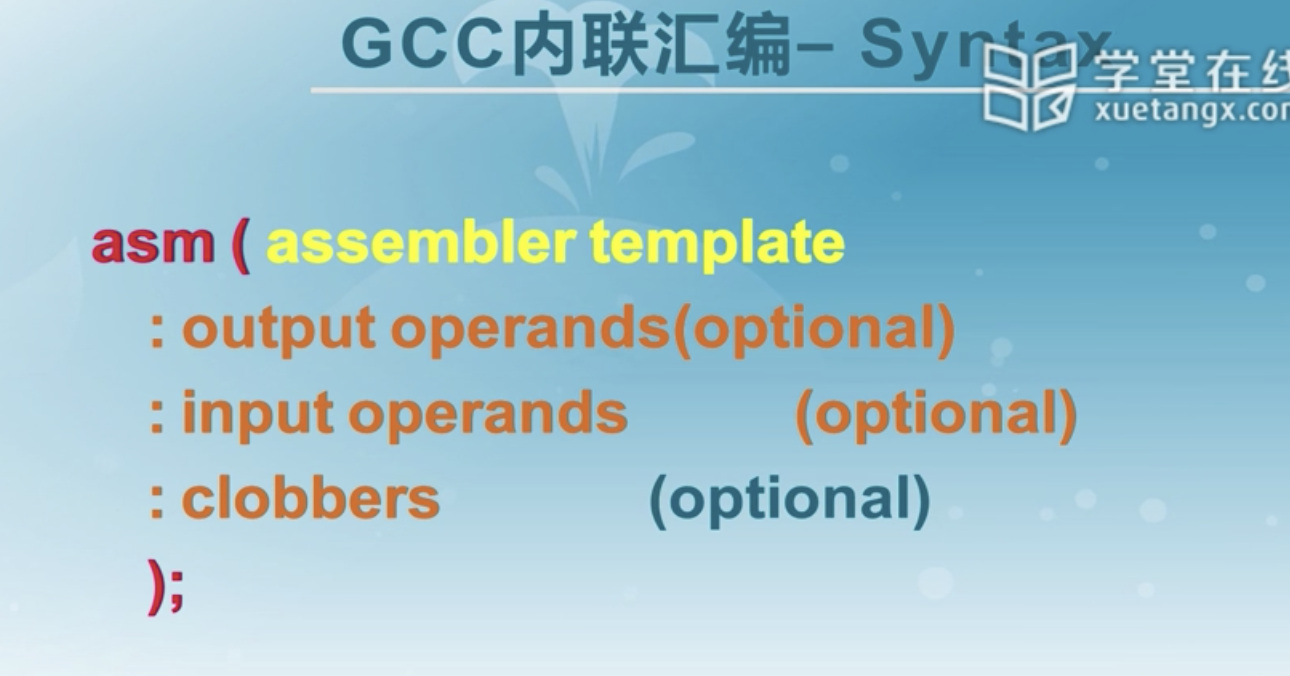 GCC内联汇编– Syntax
学堂在线
xuetangx.com
asm ( assembler template
: output operands(optional)
: input operands (optional)
: clobbers (optional)
);